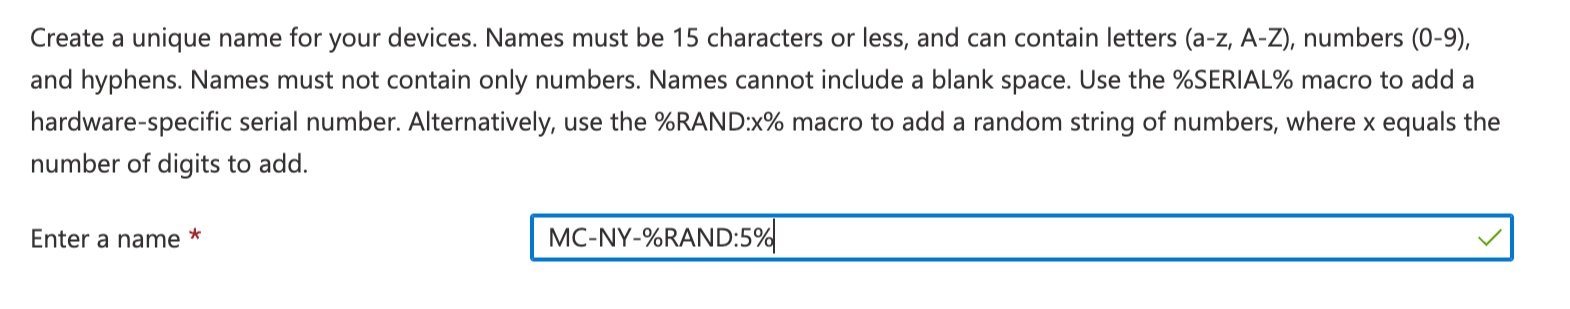 Create a unique name for your devices. Names must be 15 characters or less, and can contain letters (a-z, A-Z), numbers (0-9),
and hyphens. Names must not contain only numbers. Names cannot include a blank space. Use the %SERIAL% macro to add a
hardware-specific serial number. Alternatively, use the %RAND:x% macro to add a random string of numbers, where x equals the
number of digits to add.
Enter a name *
MC-NY-%RAND:5%